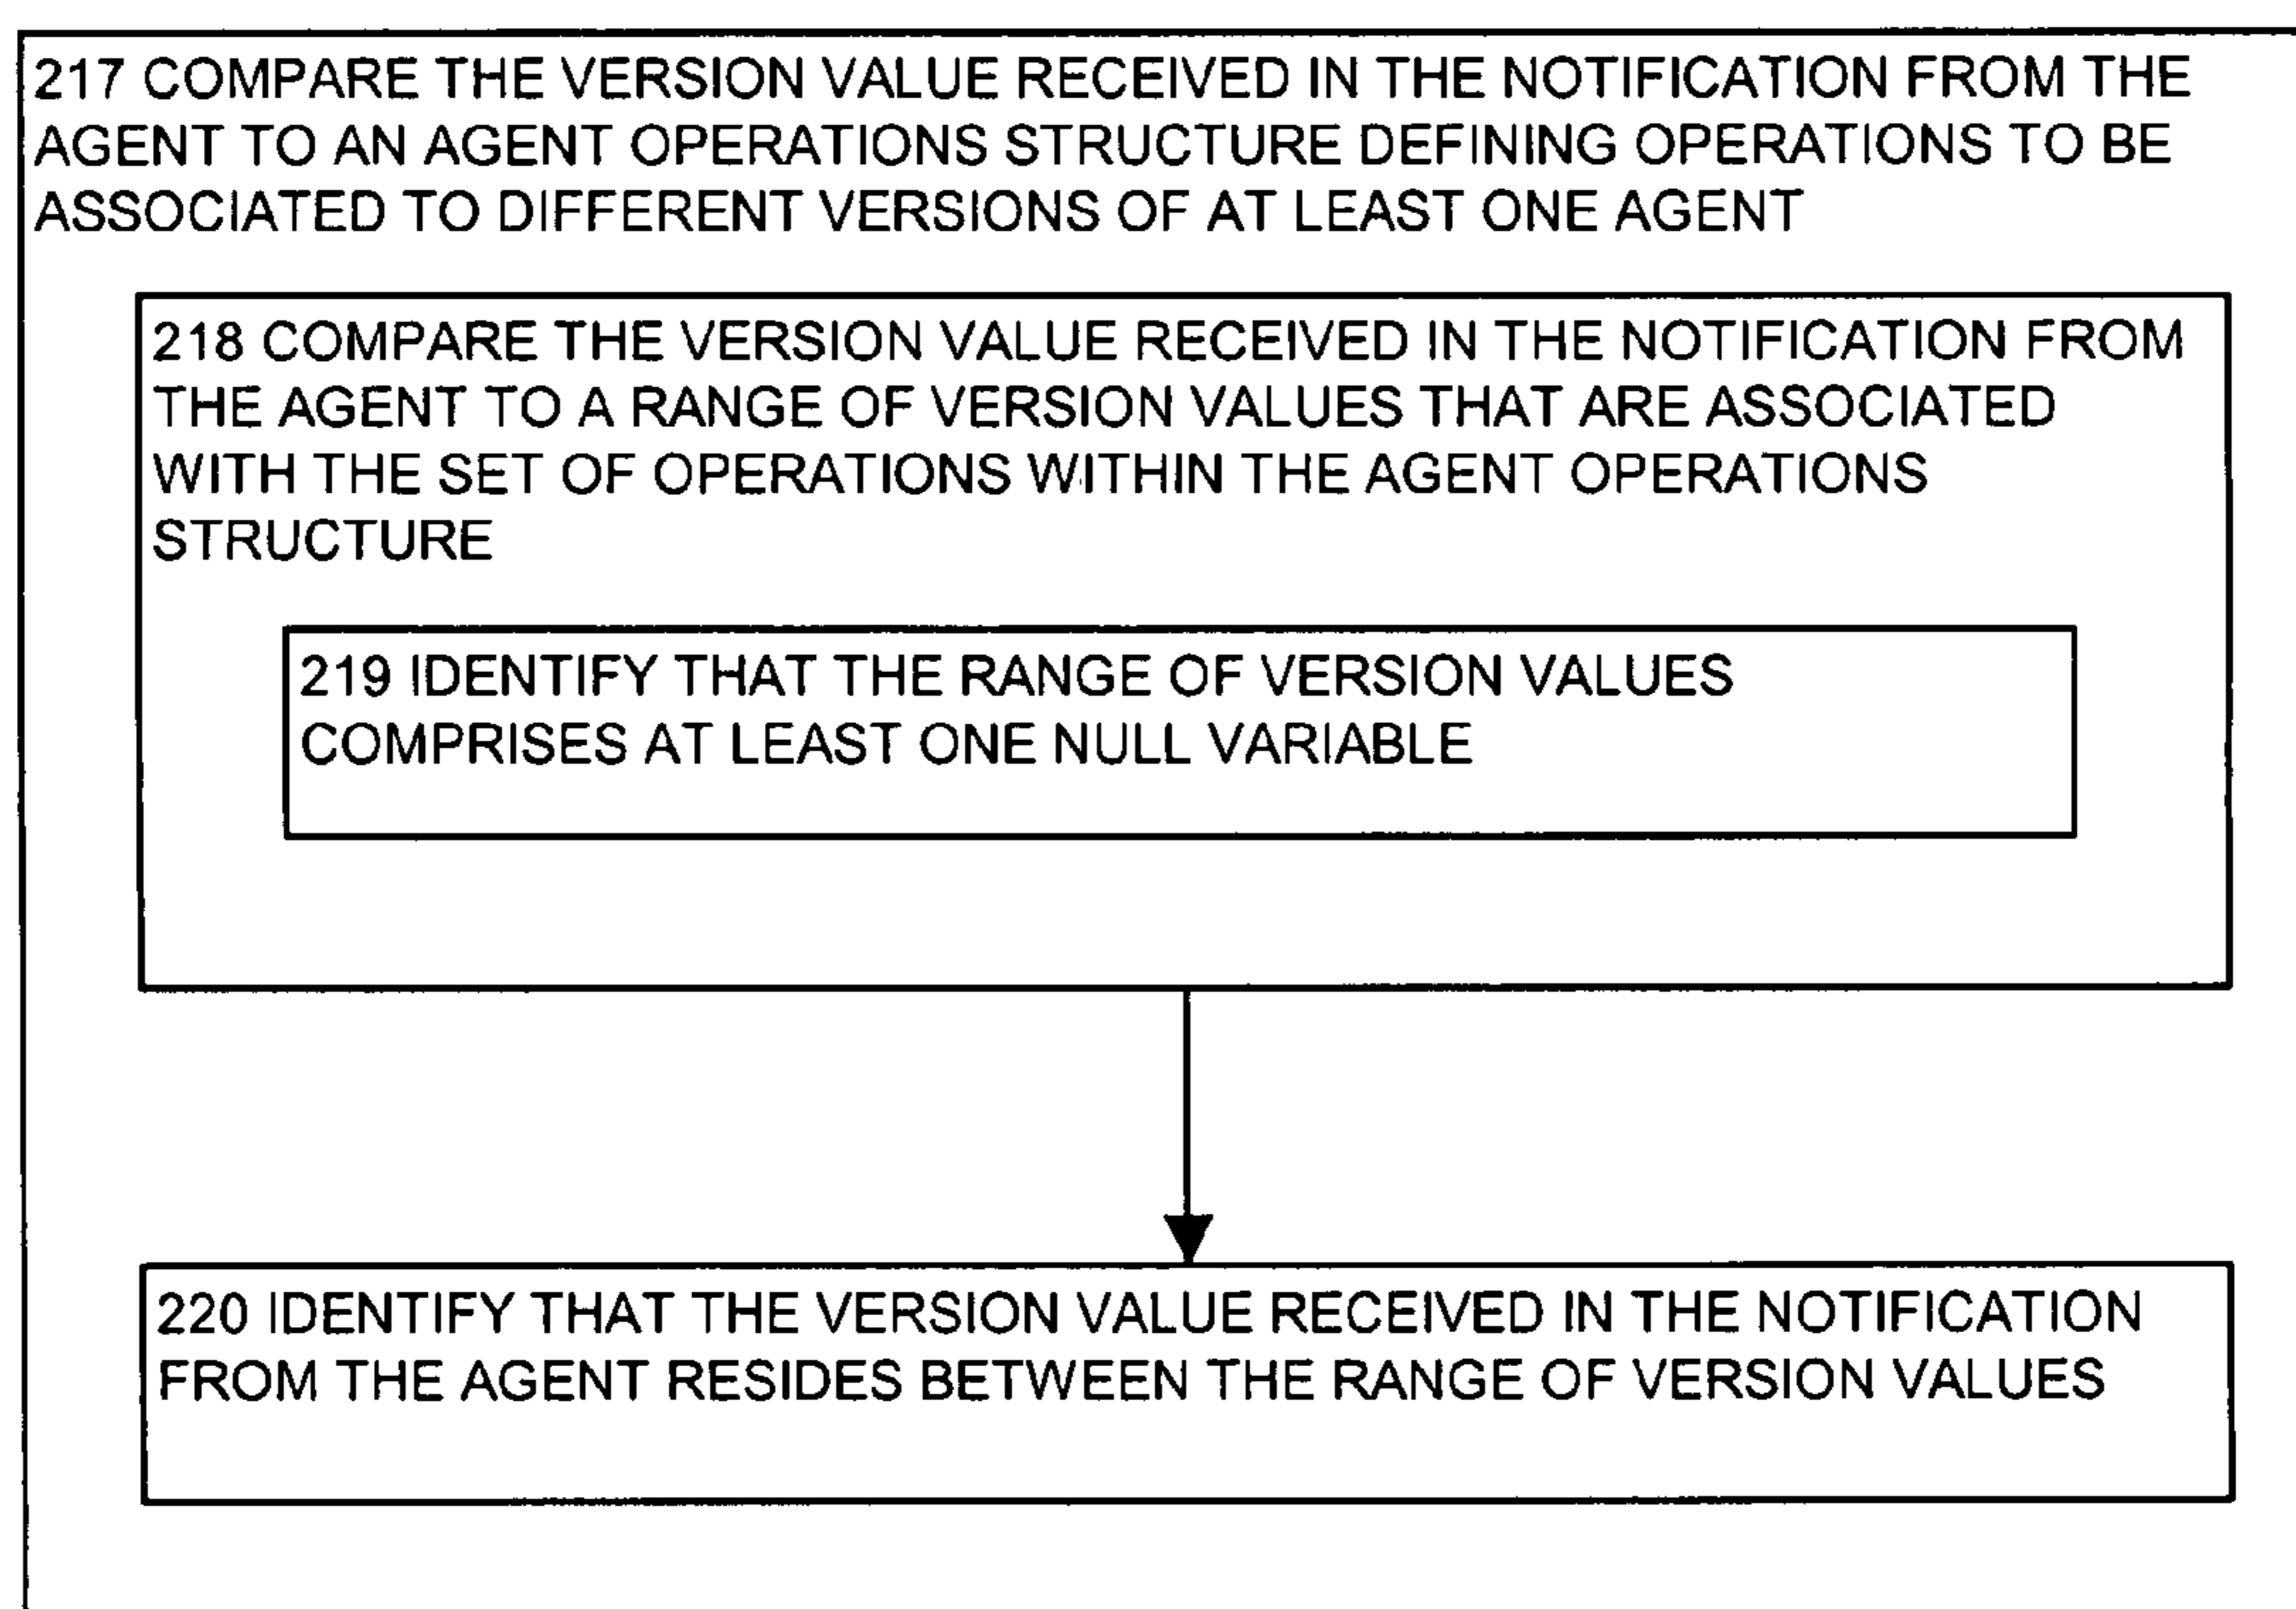 217 COMPARE THE VERSION VALUE RECEIVED IN THE NOTIFICATION FROM THE
AGENT TO AN AGENT OPERATIONS STRUCTURE DEFINING OPERATIONS TO BE
ASSOCIATED TO DIFFERENT VERSIONS OF AT LEAST ONE AGENT
218 COMPARE THE VERSION VALUE RECEIVED IN THE NOTIFICATION FROM
THE AGENT TO A RANGE OF VERSION VALUES THAT ARE ASSOCIATED
WITH THE SET OF OPERATIONS WITHIN THE AGENT OPERATIONS
STRUCTURE
219 IDENTIFY THAT THE RANGE OF VERSION VALUES
COMPRISES AT LEAST ONE NULL VARIABLE
220 IDENTIFY THAT THE VERSION VALUE RECEIVED IN THE NOTIFICATION
FROM THE AGENT RESIDES BETWEEN THE RANGE OF VERSION VALUES